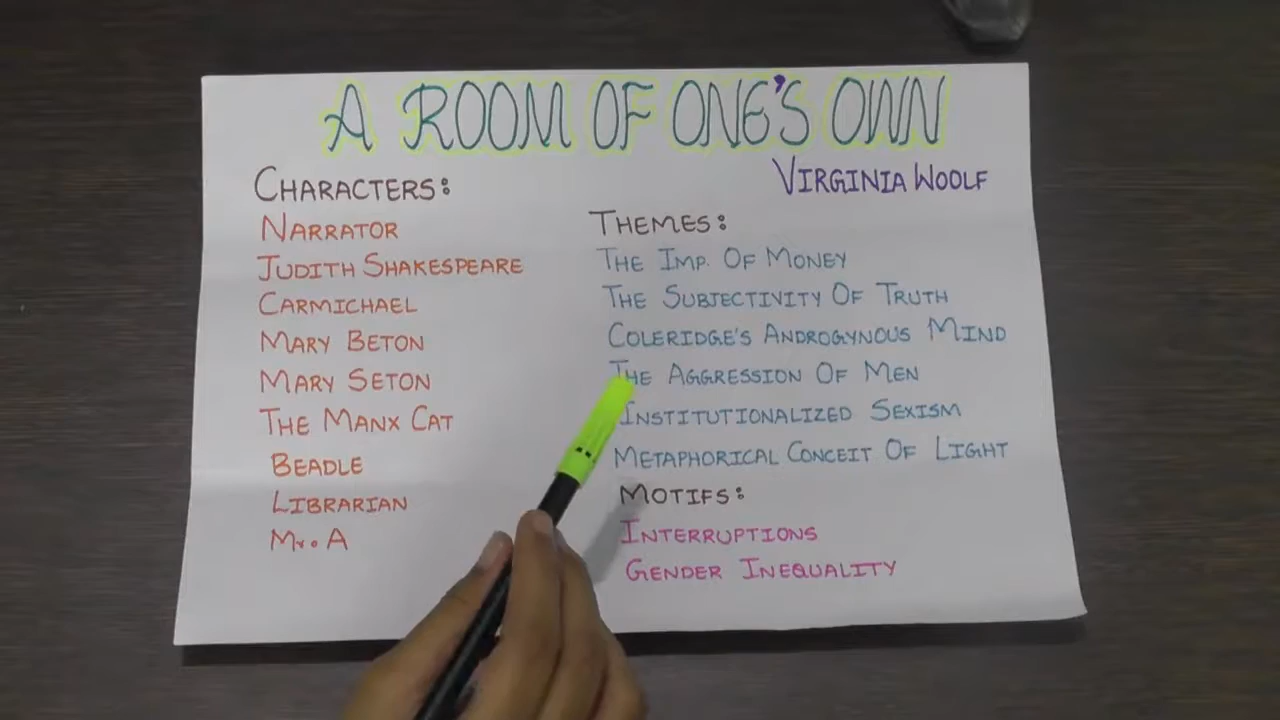 A ROOM OF ONE'S OWN
VIRGINIA WOOLF
CHARACTERS:
NARRATOR
JUDITH SHAKESPEARE
CARMICHAEL
MARY BETON
MARY SETON
THE MANX CAT
BEADLE
LIBRARIAN
Mr. A
THEMES:
THE IMP. OF MONEY
THE SUBJECTIVITY OF TRUTH
COLERIDGE'S ANDROGYNOUS MIND
THE AGGRESSION OF MEN
INSTITUTIONALIZED SEXISM
METAPHORICAL CONCEIT OF LIGHT
MOTIFS:
INTERRUPTIONS
GENDER INEQUALITY